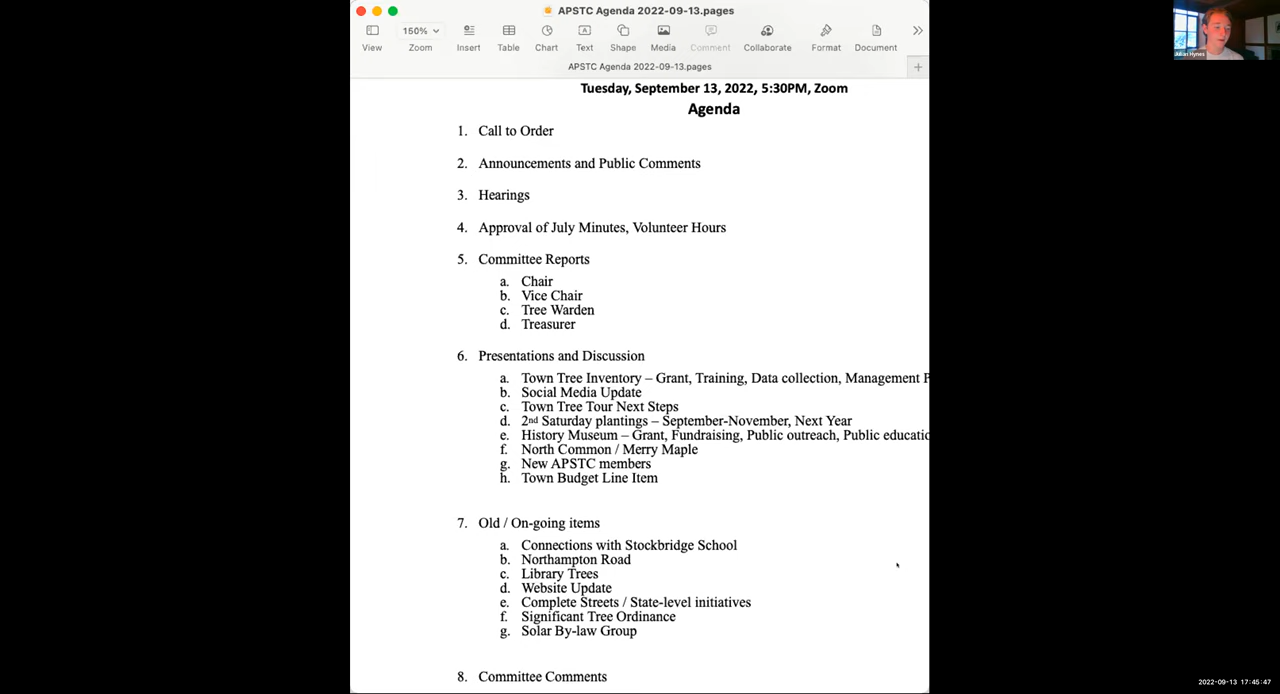 APSTC Agenda 2022-09-13.pages
150%
View Zoom Insert Table Chart Text Shape Media Comment Collaborate Format Document
APSTC Agenda 2022-09-13.pages
Tuesday, September 13, 2022, 5:30PM, Zoom
Agenda
1. Call to Order
2. Announcements and Public Comments
3. Hearings
4. Approval of July Minutes, Volunteer Hours
5. Committee Reports
a. Chair
b. Vice Chair
c. Tree Warden
d. Treasurer
6. Presentations and Discussion
a. Town Tree Inventory – Grant, Training, Data collection, Management
b. Social Media Update
c. Town Tree Tour Next Steps
d. 2nd Saturday plantings – September-November, Next Year
e. History Museum – Grant, Fundraising, Public outreach, Public educatio
f. North Common / Merry Maple
g. New APSTC members
h. Town Budget Line Item
7. Old / On-going items
a. Connections with Stockbridge School
b. Northampton Road
c. Library Trees
d. Website Update
e. Complete Streets / State-level initiatives
f. Significant Tree Ordinance
g. Solar By-law Group
8. Committee Comments
Hynes
2022-09-13 17:45:47